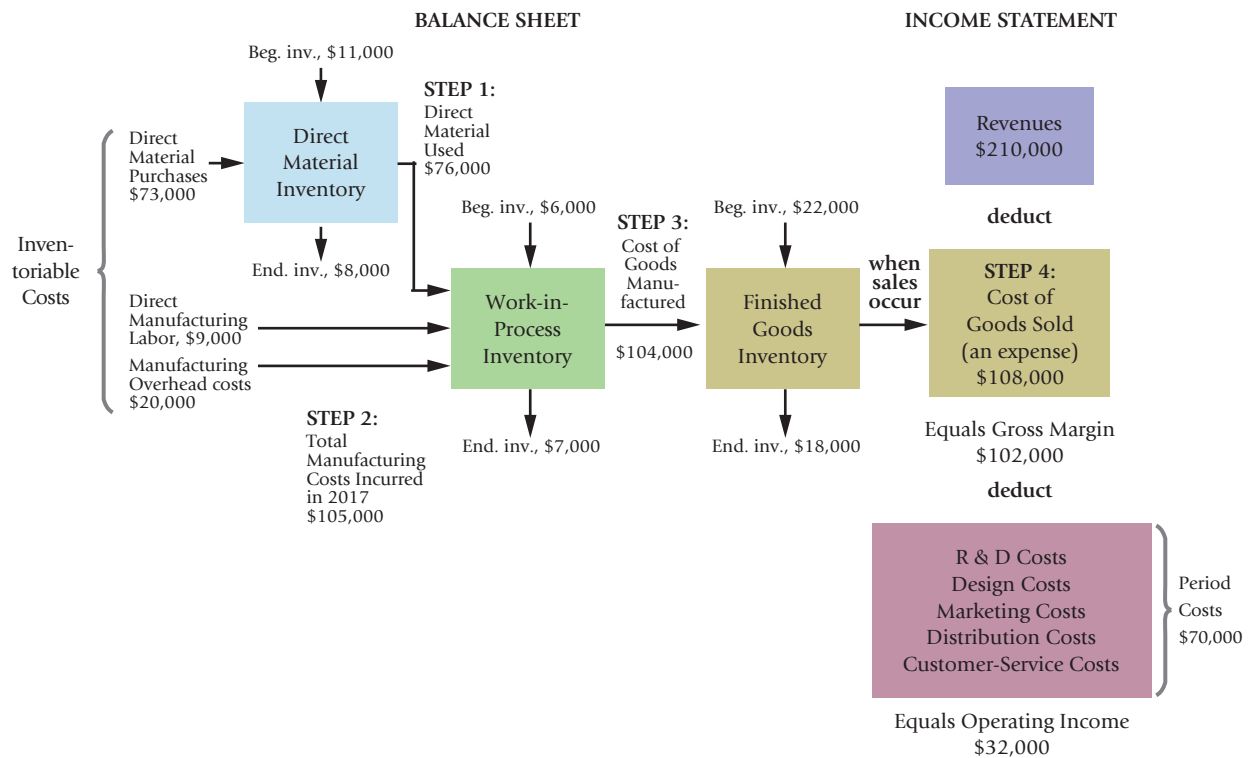 BALANCE SHEET
INCOME STATEMENT
Beg. inv., $11,000
STEP 1:
Direct
Material
Used
$76,000
Direct
Material
Purchases
$73,000
Direct
Material
Inventory
Revenues
$210,000
deduct
Inven-
toriable
Costs
End. inv., $8,000
Beg. inv., $6,000
STEP 3:
Cost of
Goods
Manu-
factured
$104,000
Beg. inv., $22,000
when
sales
occur
STEP 4:
Cost of
Goods Sold
(an expense)
$108,000
Direct
Manufacturing
Labor, $9,000
Manufacturing
Overhead costs
$20,000
Work-in-
Process
Inventory
Finished
Goods
Inventory
STEP 2:
Total
Manufacturing
Costs Incurred
in 2017
$105,000
End. inv., $7,000
End. inv., $18,000
Equals Gross Margin
$102,000
deduct
R & D Costs
Design Costs
Marketing Costs
Distribution Costs
Customer-Service Costs
Period
Costs
$70,000
Equals Operating Income
$32,000